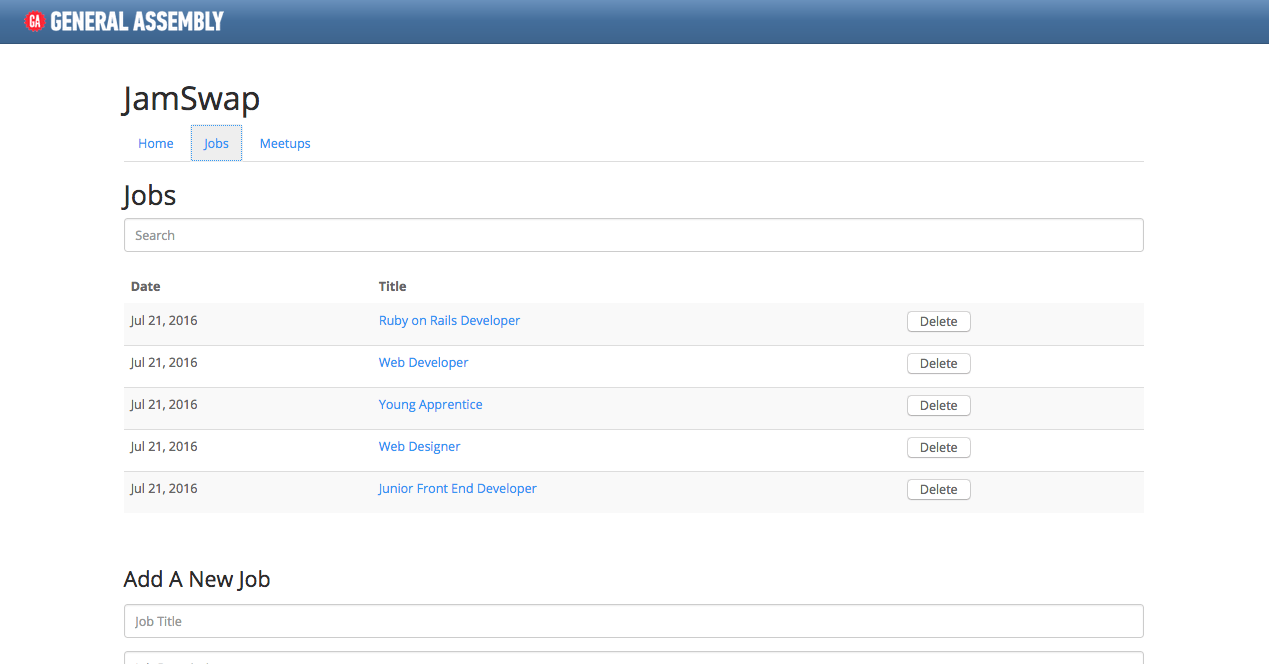 GA GENERAL ASSEMBLY
JamSwap
Home Jobs Meetups
Jobs
Search
Date Title
Jul 21, 2016 Ruby on Rails Developer Delete
Jul 21, 2016 Web Developer Delete
Jul 21, 2016 Young Apprentice Delete
Jul 21, 2016 Web Designer Delete
Jul 21, 2016 Junior Front End Developer Delete
Add A New Job
Job Title